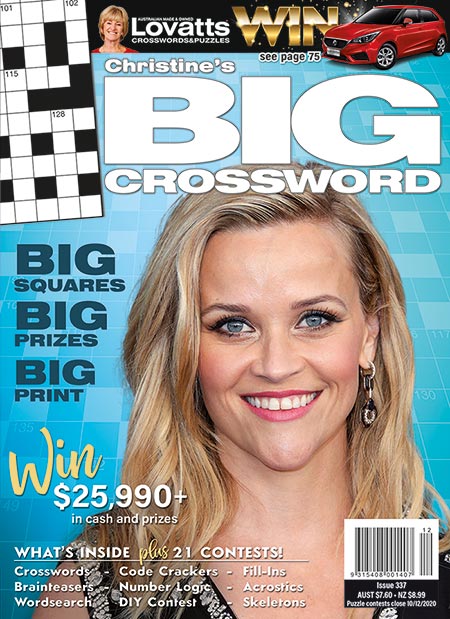 101
102
115
128
AUSTRALIAN MADE & OWNED
Lovatts
CROSSWORDS&PUZZLES
WIN
see page 75
Christine's
BIG
CROSSWORD
BIG
SQUARES
BIG
PRIZES
BIG
PRINT
Win
$25,990+
in cash and prizes
WHAT'S INSIDE plus 21 CONTESTS!
Crosswords - Code Crackers - Fill-Ins
Brainteasers - Number Logic - Acrostics
Wordsearch - DIY Contest - Skeletons
12
9 315408 001407
Issue 337
AUST $7.60 • NZ $8.99
Puzzle contests close 10/12/2020